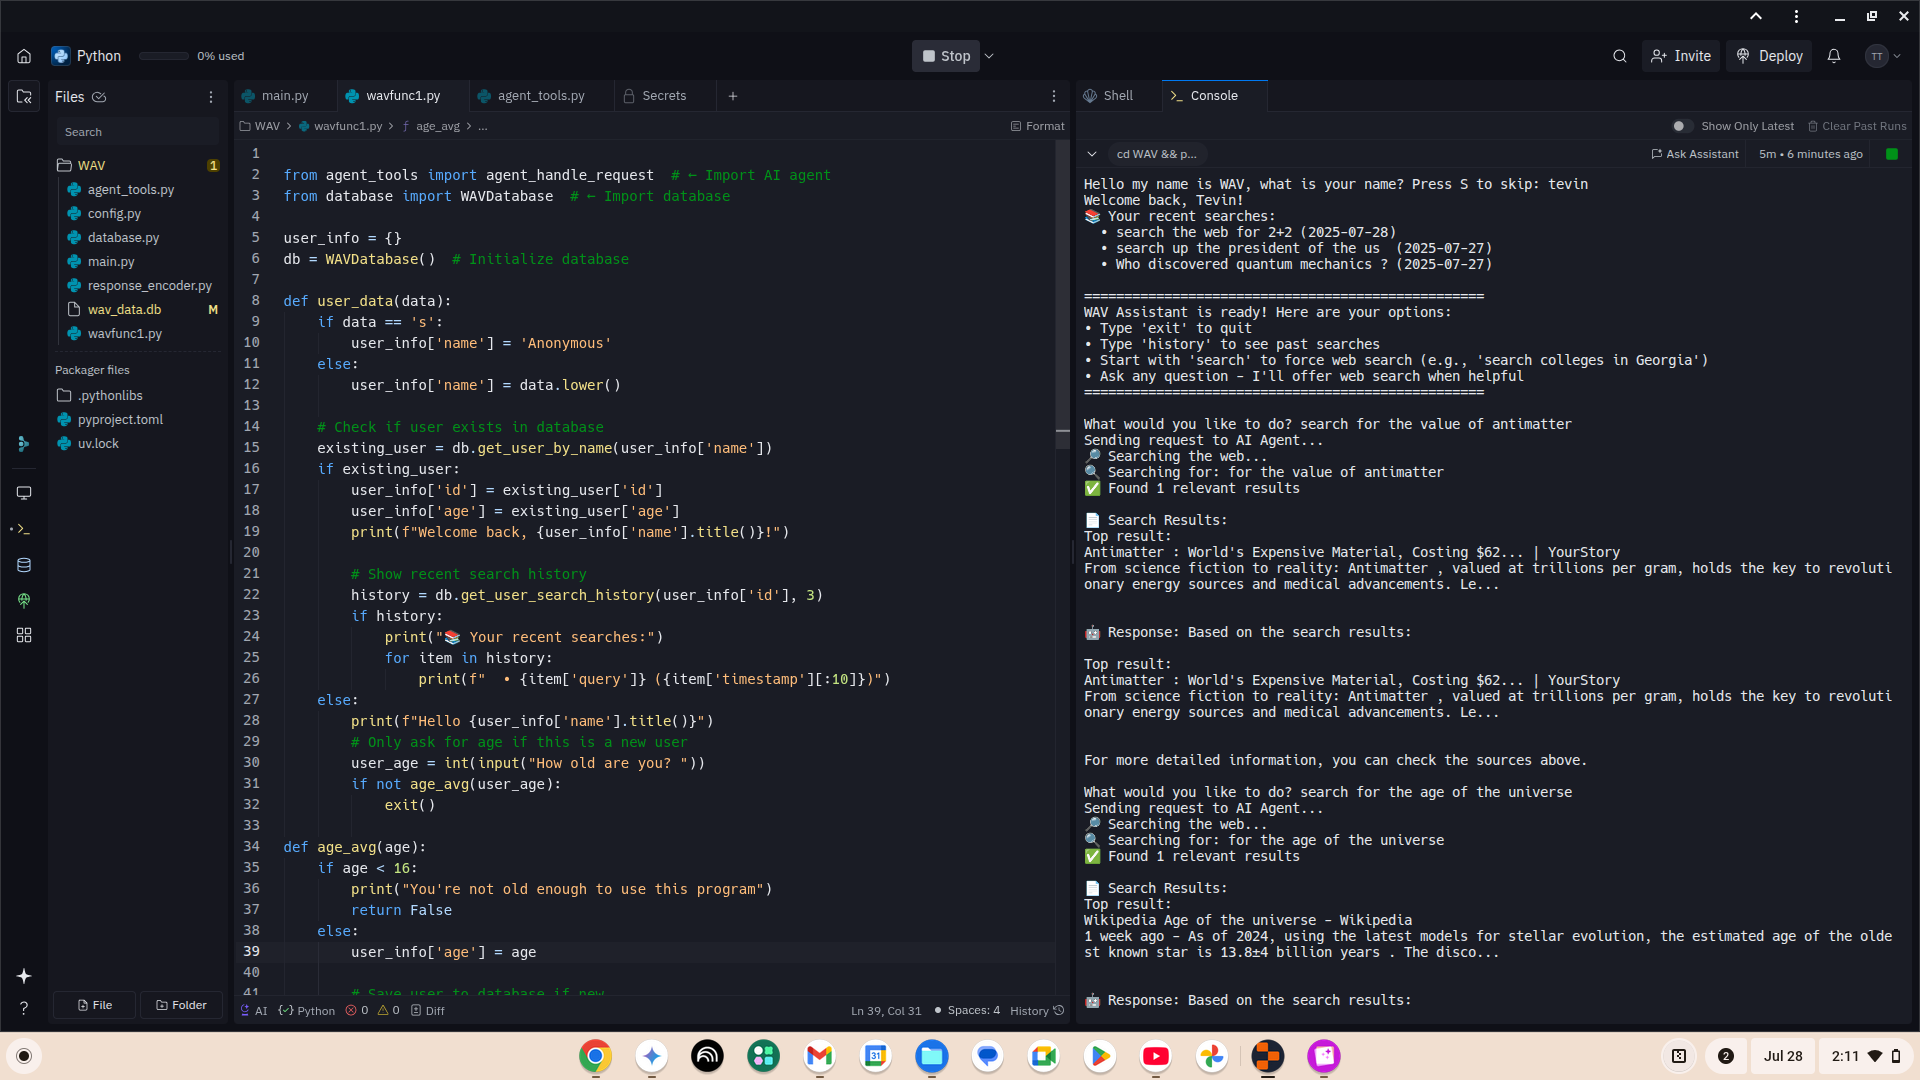 Python
0% used
Stop
Invite
Deploy
TT
Files
Search
WAV
1
agent_tools.py
config.py
database.py
main.py
response_encoder.py
wav_data.db
M
wavfunc1.py
Packager files
.pythonlibs
pyproject.toml
uv.lock
File
Folder
main.py
wavfunc1.py
agent_tools.py
Secrets
WAV > wavfunc1.py > age_avg > ...
Format
1
2 from agent_tools import agent_handle_request  # ← Import AI agent
3 from database import WAVDatabase  # ← Import database
4
5 user_info = {}
6 db = WAVDatabase()  # Initialize database
7
8 def user_data(data):
9     if data == 's':
10         user_info['name'] = 'Anonymous'
11     else:
12         user_info['name'] = data.lower()
13
14     # Check if user exists in database
15     existing_user = db.get_user_by_name(user_info['name'])
16     if existing_user:
17         user_info['id'] = existing_user['id']
18         user_info['age'] = existing_user['age']
19         print(f"Welcome back, {user_info['name'].title()}!")
20
21         # Show recent search history
22         history = db.get_user_search_history(user_info['id'], 3)
23         if history:
24             print("📚 Your recent searches:")
25             for item in history:
26                 print(f"  • {item['query']} ({item['timestamp'][:10]})")
27     else:
28         print(f"Hello {user_info['name'].title()}")
29         # Only ask for age if this is a new user
30         user_age = int(input("How old are you? "))
31         if not age_avg(user_age):
32             exit()
33
34 def age_avg(age):
35     if age < 16:
36         print("You're not old enough to use this program")
37         return False
38     else:
39         user_info['age'] = age
40
41         # Save user to database if new
AI
Python
0
0
Diff
Ln 39, Col 31
Spaces: 4
History
Shell
Console
Show Only Latest
Clear Past Runs
cd WAV && p...
Ask Assistant
5m • 6 minutes ago
Hello my name is WAV, what is your name? Press S to skip: tevin
Welcome back, Tevin!
📚 Your recent searches:
  • search the web for 2+2 (2025-07-28)
  • search up the president of the us  (2025-07-27)
  • Who discovered quantum mechanics ? (2025-07-27)
==================================================
WAV Assistant is ready! Here are your options:
• Type 'exit' to quit
• Type 'history' to see past searches
• Start with 'search' to force web search (e.g., 'search colleges in Georgia')
• Ask any question - I'll offer web search when helpful
==================================================
What would you like to do? search for the value of antimatter
Sending request to AI Agent...
🔎 Searching the web...
🔍 Searching for: for the value of antimatter
✅ Found 1 relevant results
📄 Search Results:
Top result:
Antimatter : World's Expensive Material, Costing $62... | YourStory
From science fiction to reality: Antimatter , valued at trillions per gram, holds the key to revoluti
onary energy sources and medical advancements. Le...
🤖 Response: Based on the search results:
Top result:
Antimatter : World's Expensive Material, Costing $62... | YourStory
From science fiction to reality: Antimatter , valued at trillions per gram, holds the key to revoluti
onary energy sources and medical advancements. Le...
For more detailed information, you can check the sources above.
What would you like to do? search for the age of the universe
Sending request to AI Agent...
🔎 Searching the web...
🔍 Searching for: for the age of the universe
✅ Found 1 relevant results
📄 Search Results:
Top result:
Wikipedia Age of the universe - Wikipedia
1 week ago - As of 2024, using the latest models for stellar evolution, the estimated age of the olde
st known star is 13.8±4 billion years . The disco...
🤖 Response: Based on the search results:
31
2
Jul 28
2:11